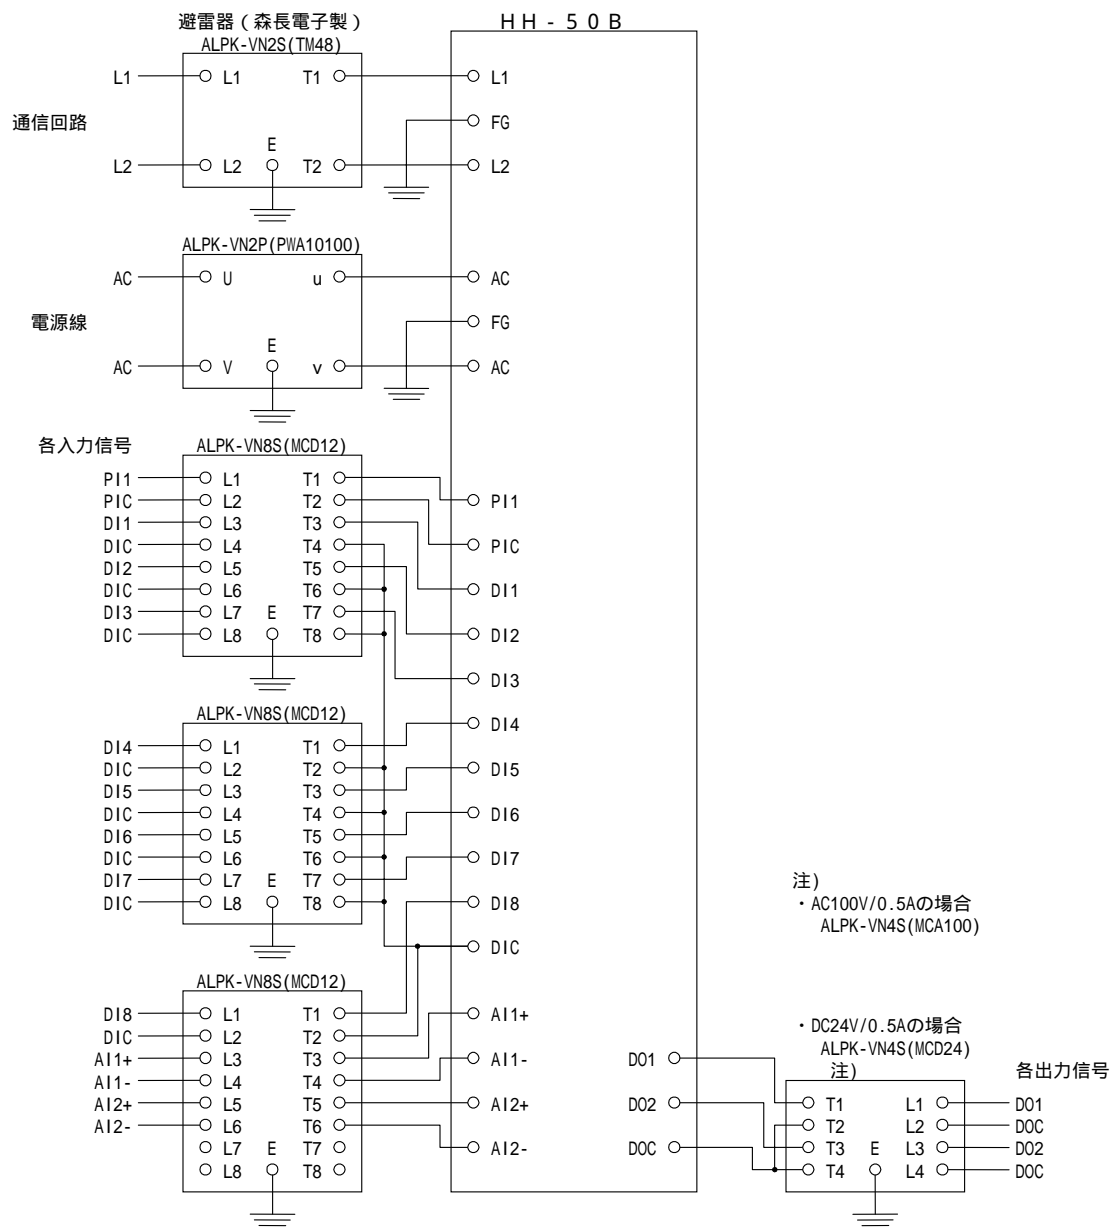 避雷器(森長電子製)
HH-50B
ALPK-VN2S(TM48)
L1 L1 T1 L1
通信回路 FG
E
L2 L2 T2 L2
ALPK-VN2P(PWA10100)
AC U u AC
電源線 FG
E
AC V v AC
各入力信号 ALPK-VN8S(MCD12)
PI1 L1 T1
PIC L2 T2 PI1
DI1 L3 T3
DIC L4 T4 PIC
DI2 L5 T5
DIC L6 T6 DI1
DI3 L7 E T7
DIC L8 T8 DI2
DI3
ALPK-VN8S(MCD12)
DI4
DI4 L1 T1
DIC L2 T2 DI5
DI5 L3 T3
DIC L4 T4 DI6
DI6 L5 T5
DIC L6 T6 DI7
DI7 L7 E T7
DIC L8 T8 DI8
DIC
ALPK-VN8S(MCD12)
DI8 L1 T1 AI1+
DIC L2 T2
AI1+ L3 T3 AI1-
AI1- L4 T4
AI2+ L5 T5 AI2+
AI2- L6 T6
L7 E T7 AI2-
L8 T8
注)
・AC100V/0.5Aの場合
ALPK-VN4S(MCA100)
・DC24V/0.5Aの場合
ALPK-VN4S(MCD24)
注) 各出力信号
DO1
DO2 T1 L1 DO1
T2 L2 DOC
DOC T3 E L3 DO2
T4 L4 DOC